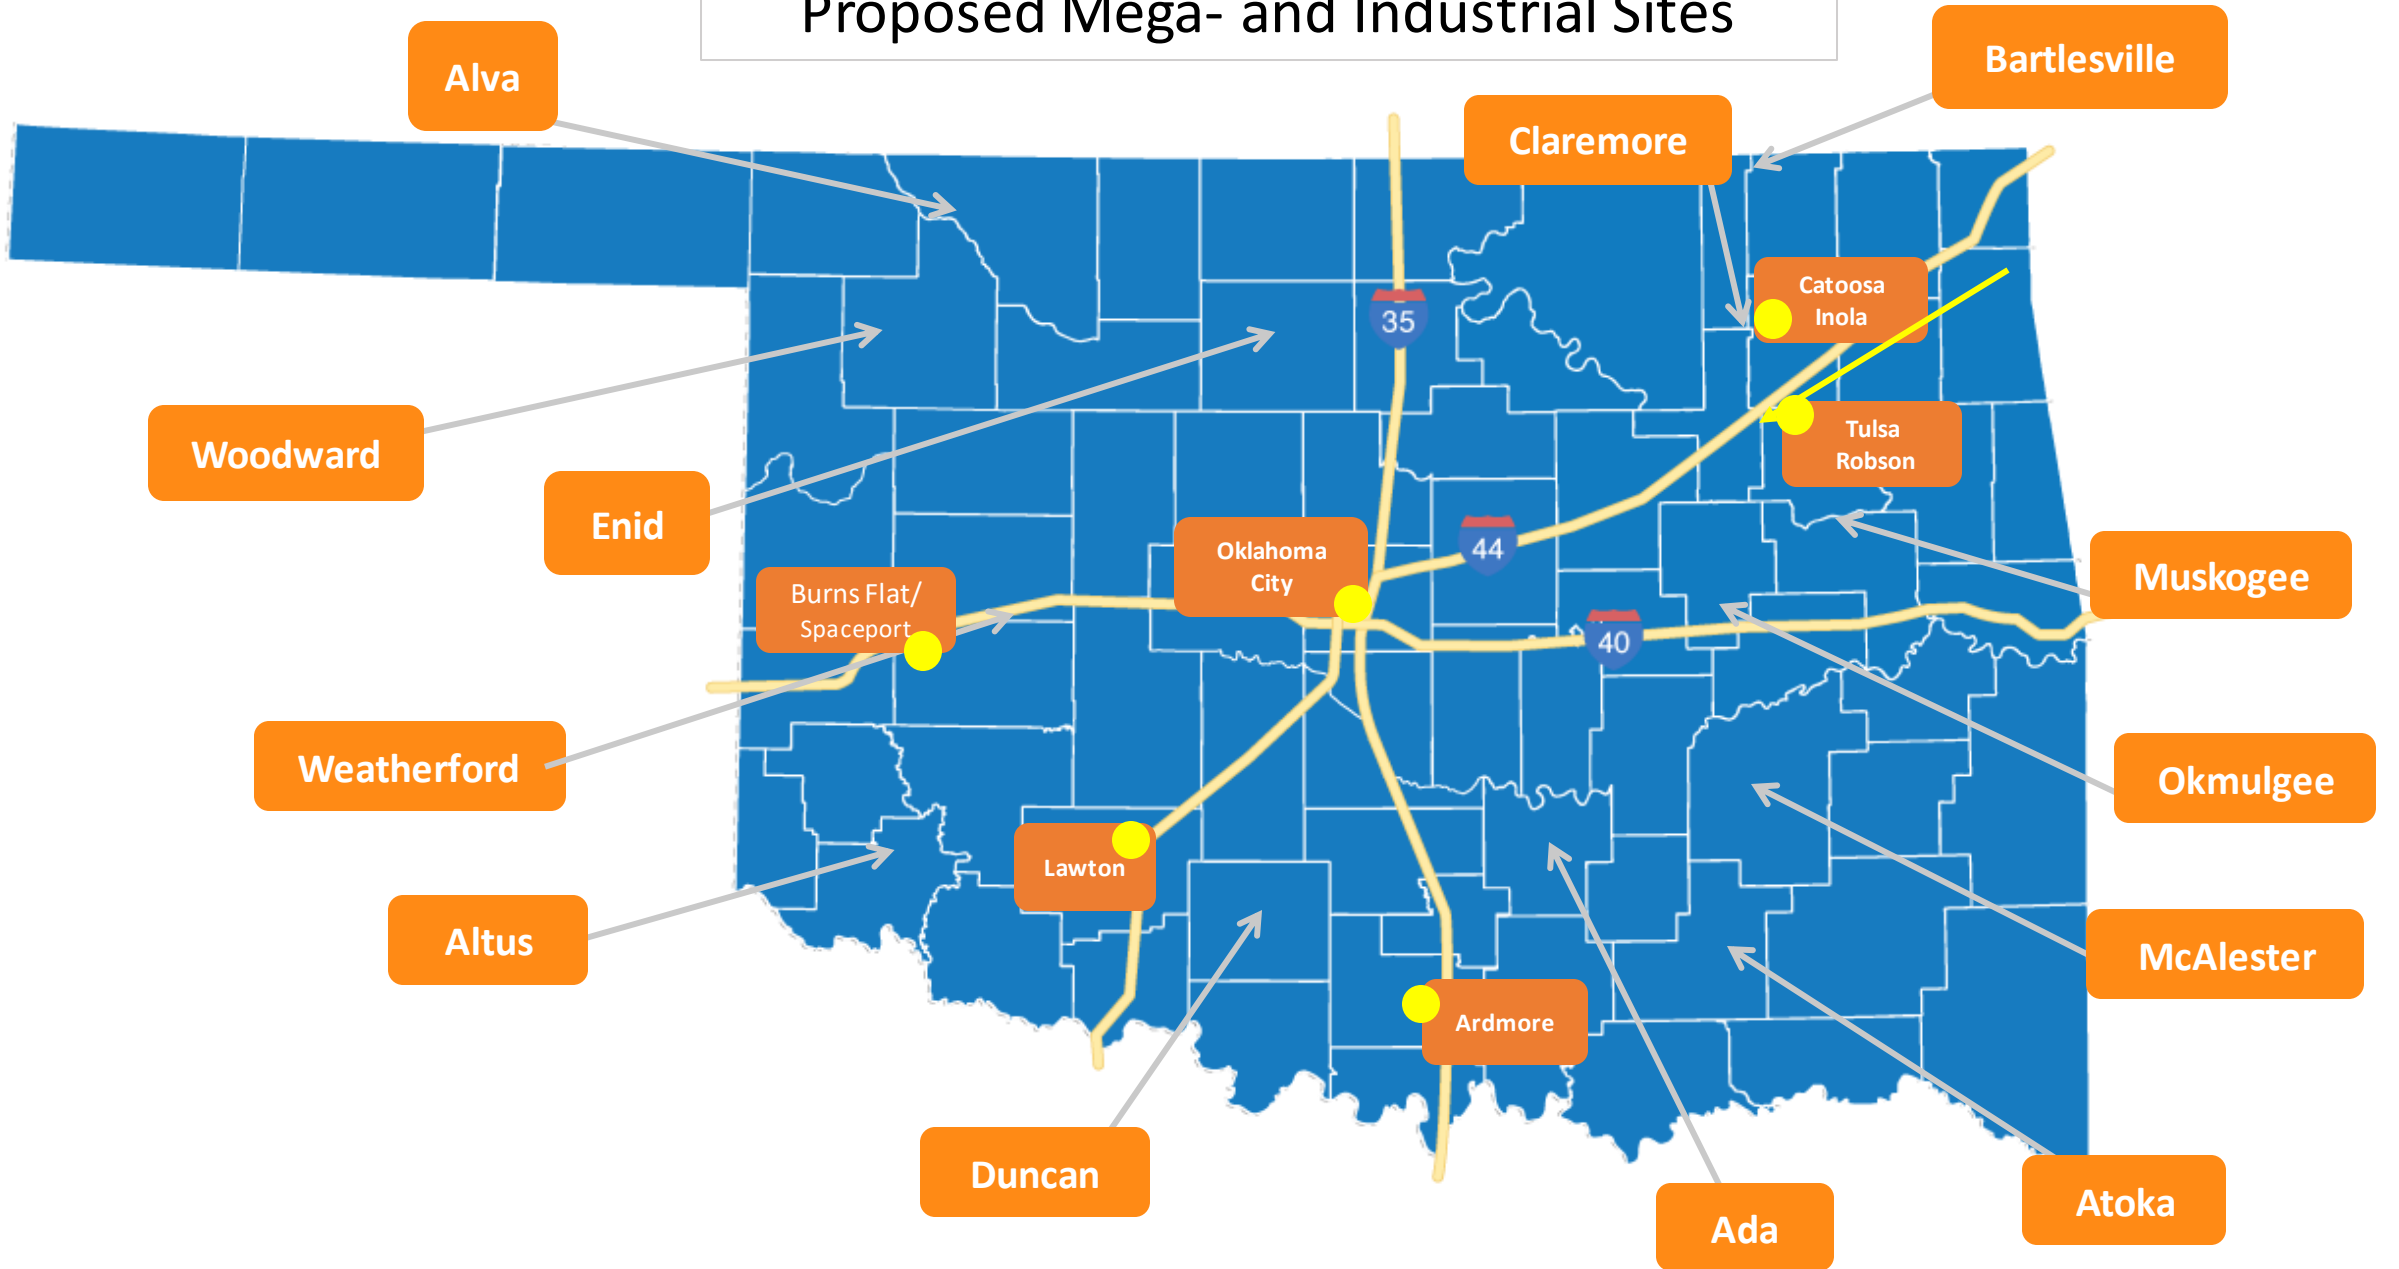 Proposed Mega- and Industrial Sites
Alva
Bartlesville
Claremore
Catoosa
Inola
35
Woodward
Enid
Tulsa
Robson
Oklahoma
City
44
Muskogee
Burns Flat/
Spaceport
40
Weatherford
Okmulgee
Lawton
Altus
McAlester
Ardmore
Duncan
Ada
Atoka